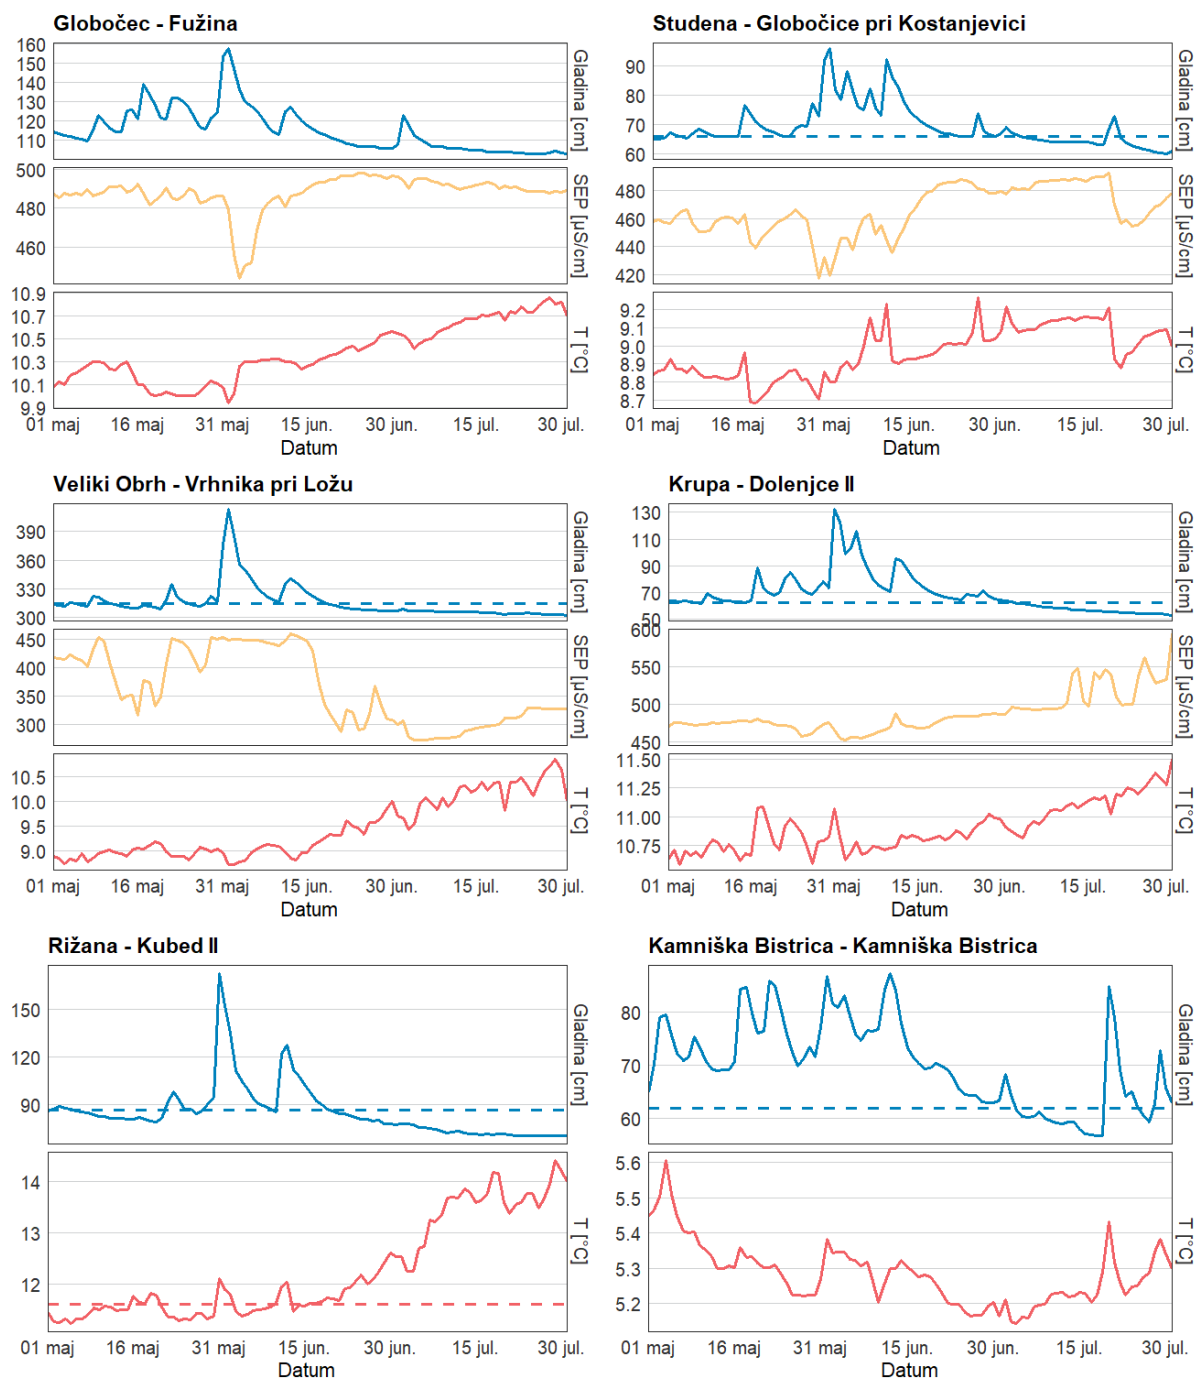 Globočec - Fužina
160
150
140
130
120
110
Gladina [cm]
500
480
460
SEP [µS/cm]
10.9
10.7
10.5
10.3
10.1
9.9
T [°C]
01 maj 16 maj 31 maj 15 jun. 30 jun. 15 jul. 30 jul.
Datum
Studena - Globočice pri Kostanjevici
90
80
70
60
Gladina [cm]
480
460
440
420
SEP [µS/cm]
9.2
9.1
9.0
8.9
8.8
8.7
T [°C]
01 maj 16 maj 31 maj 15 jun. 30 jun. 15 jul. 30 jul.
Datum
Veliki Obrh - Vrhnika pri Ložu
390
360
330
300
Gladina [cm]
450
400
350
300
SEP [µS/cm]
10.5
10.0
9.5
9.0
T [°C]
01 maj 16 maj 31 maj 15 jun. 30 jun. 15 jul. 30 jul.
Datum
Krupa - Dolenjce II
130
110
90
70
50
Gladina [cm]
600
550
500
450
SEP [µS/cm]
11.50
11.25
11.00
10.75
T [°C]
01 maj 16 maj 31 maj 15 jun. 30 jun. 15 jul. 30 jul.
Datum
Rižana - Kubed II
150
120
90
Gladina [cm]
14
13
12
T [°C]
01 maj 16 maj 31 maj 15 jun. 30 jun. 15 jul. 30 jul.
Datum
Kamniška Bistrica - Kamniška Bistrica
80
70
60
Gladina [cm]
5.6
5.5
5.4
5.3
5.2
T [°C]
01 maj 16 maj 31 maj 15 jun. 30 jun. 15 jul. 30 jul.
Datum